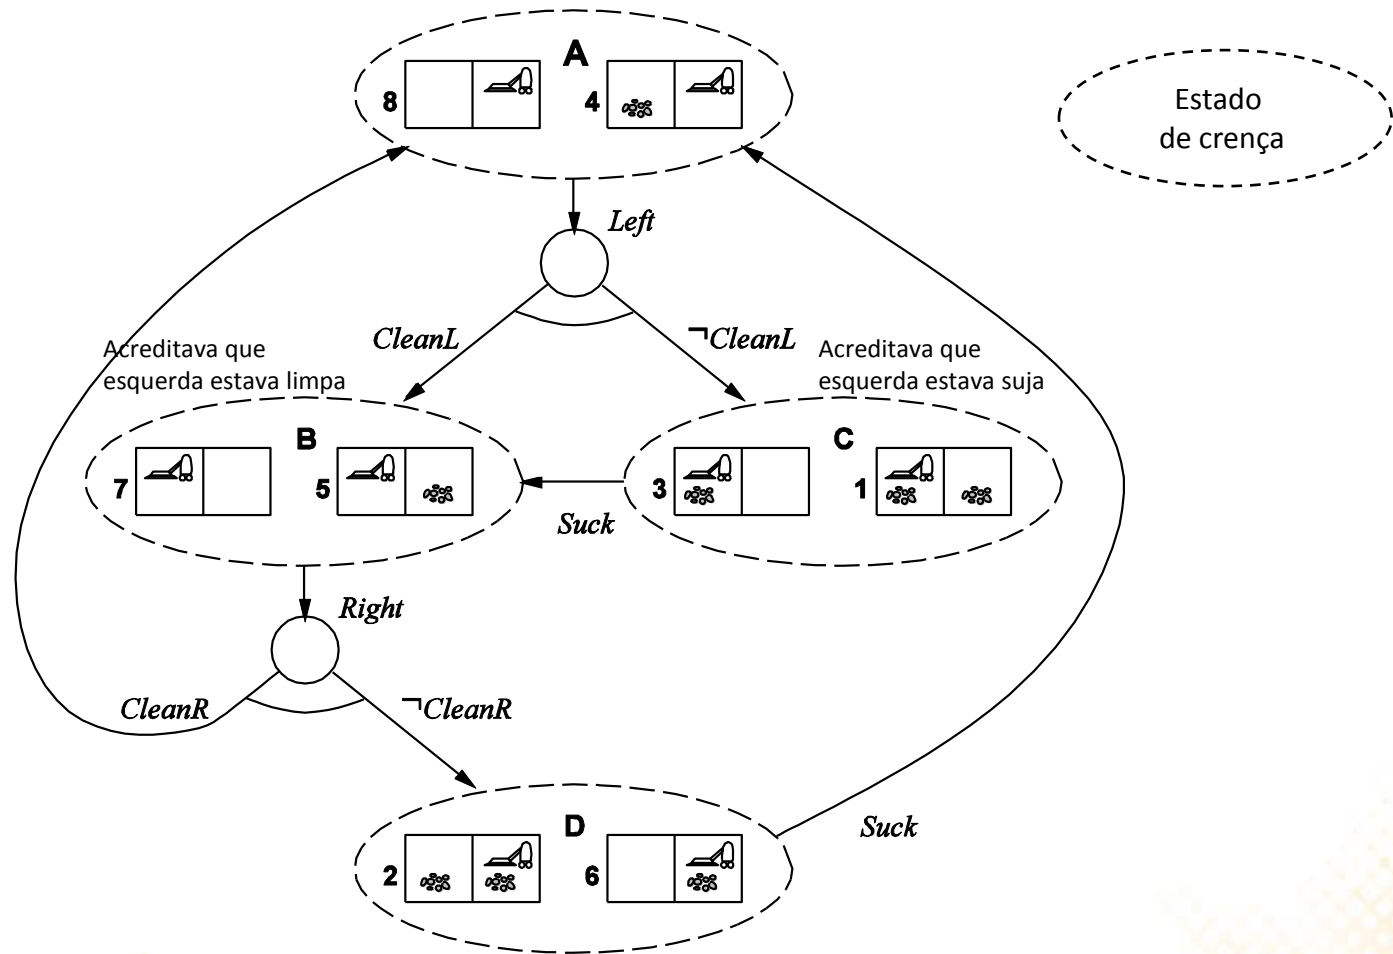 A
8
4
Estado
de crença
Left
CleanL
¬CleanL
Acreditava que
esquerda estava limpa
Acreditava que
esquerda estava suja
B
7
5
C
3
1
Suck
Right
CleanR
¬CleanR
D
2
6
Suck